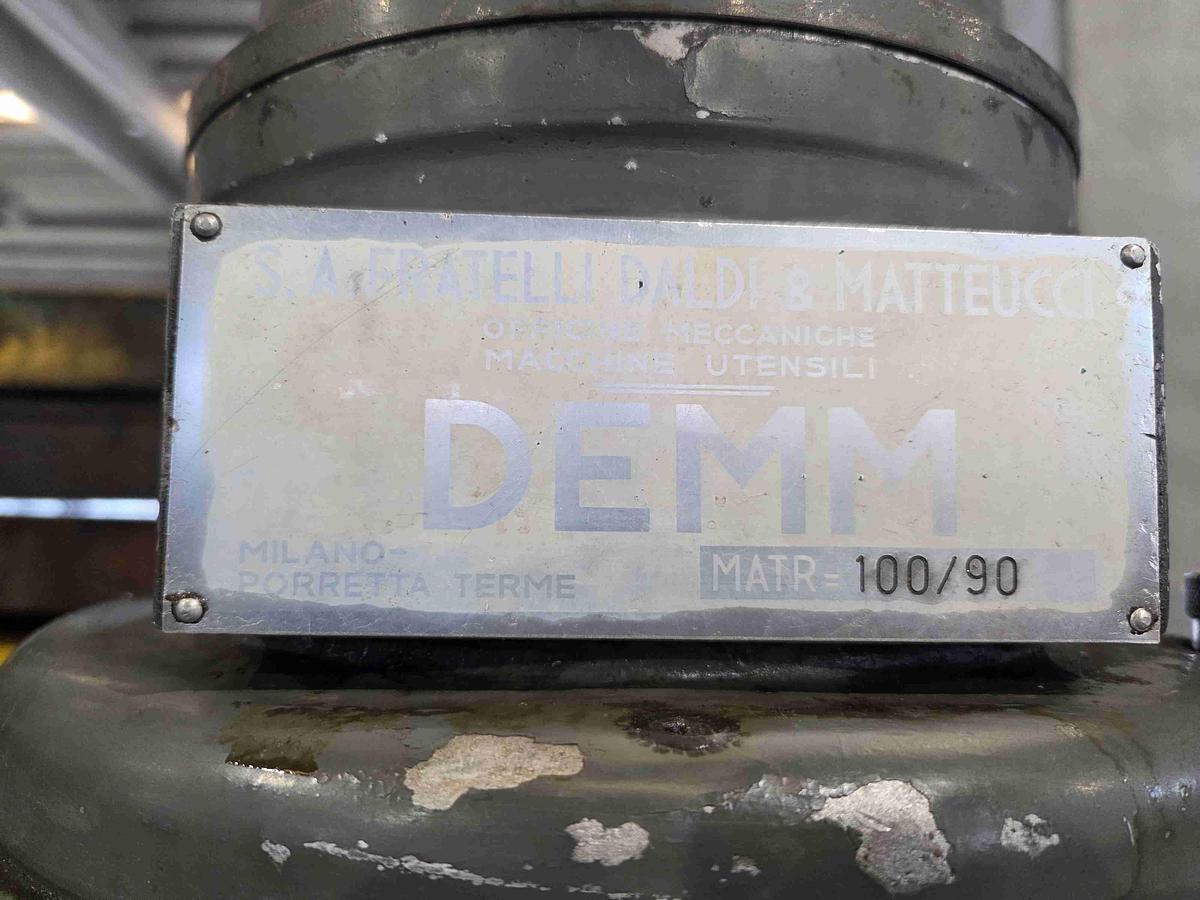 S. A. FRATELLI DALDI & MATTEUCCI
OFFICINE MECCANICHE
MACCHINE UTENSILI
DEMM
MILANO-
PORRETTA TERME
MATR= 100/90